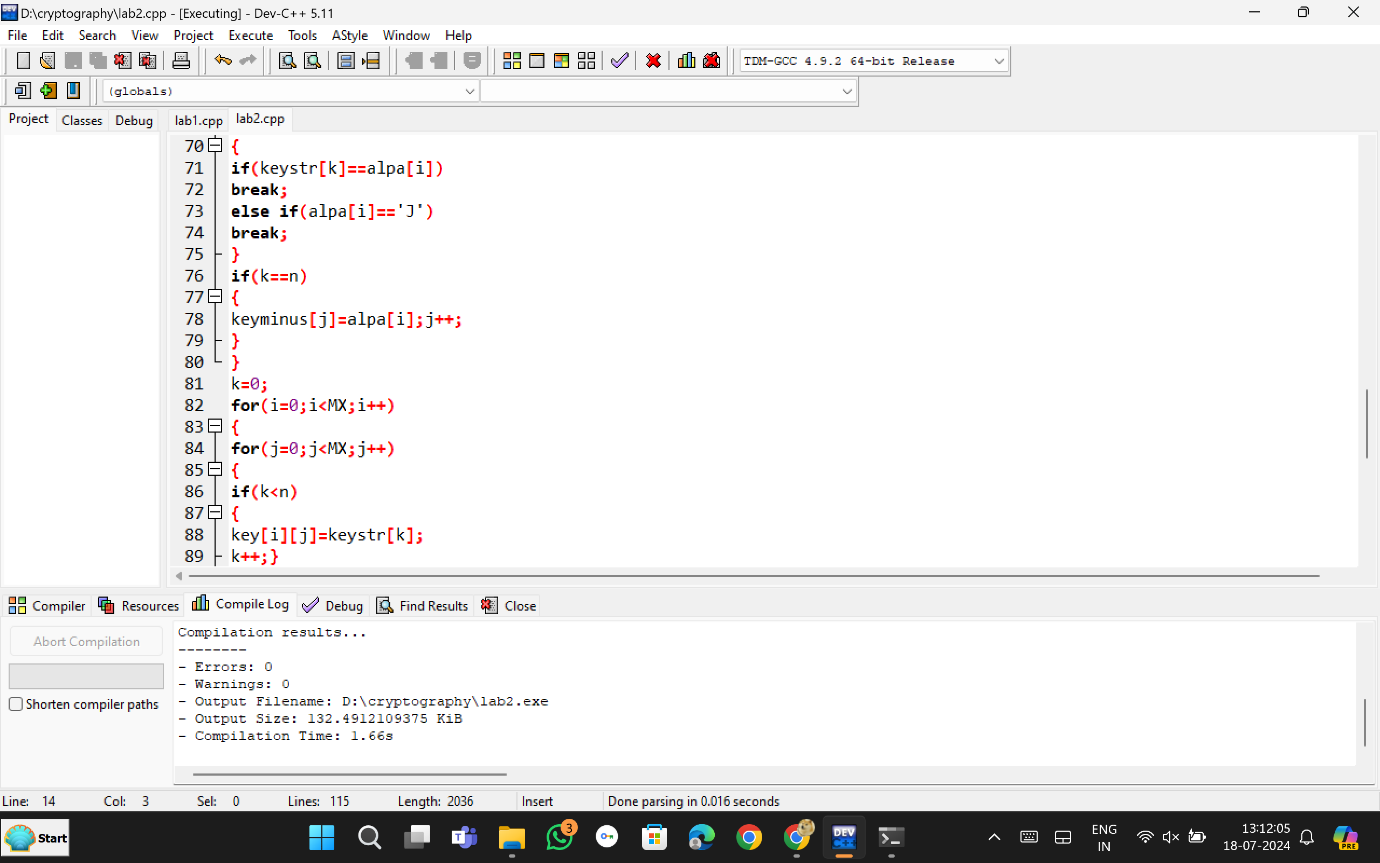 D:\cryptography\lab2.cpp - [Executing] - Dev-C++ 5.11
File Edit Search View Project Execute Tools AStyle Window Help
TDM-GCC 4.9.2 64-bit Release
(globals)
Project Classes Debug lab1.cpp lab2.cpp
70 {
71 if(keystr[k]==alpa[i])
72 break;
73 else if(alpa[i]=='J')
74 break;
75 }
76 if(k==n)
77 {
78 keyminus[j]=alpa[i];j++;
79 }
80 }
81 k=0;
82 for(i=0;i<MX;i++)
83 {
84 for(j=0;j<MX;j++)
85 {
86 if(k<n)
87 {
88 key[i][j]=keystr[k];
89 k++;}
Compiler Resources Compile Log Debug Find Results Close
Abort Compilation
Shorten compiler paths
Compilation results...
--------
- Errors: 0
- Warnings: 0
- Output Filename: D:\cryptography\lab2.exe
- Output Size: 132.4912109375 KiB
- Compilation Time: 1.66s
Line: 14 Col: 3 Sel: 0 Lines: 115 Length: 2036 Insert Done parsing in 0.016 seconds
Start
3
DEV
C++
ENG
IN
13:12:05
18-07-2024
PRE